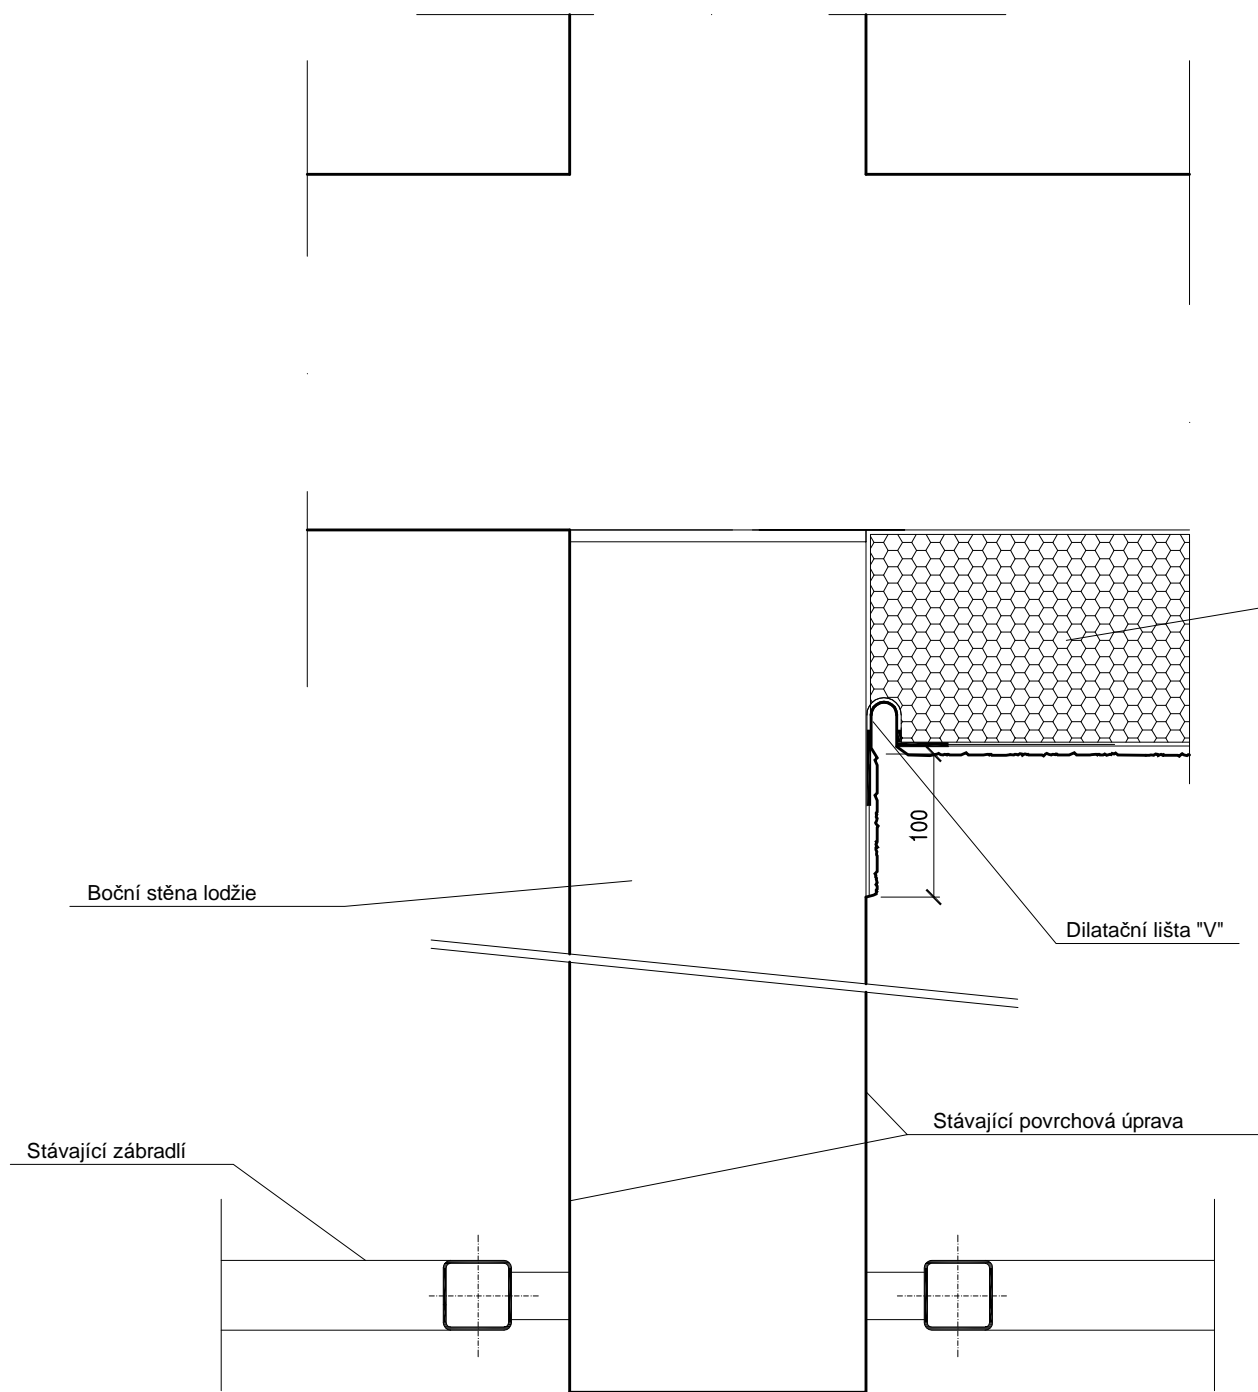 100
Boční stěna lodžie
Dilatační lišta "V"
Stávající povrchová úprava
Stávající zábradlí